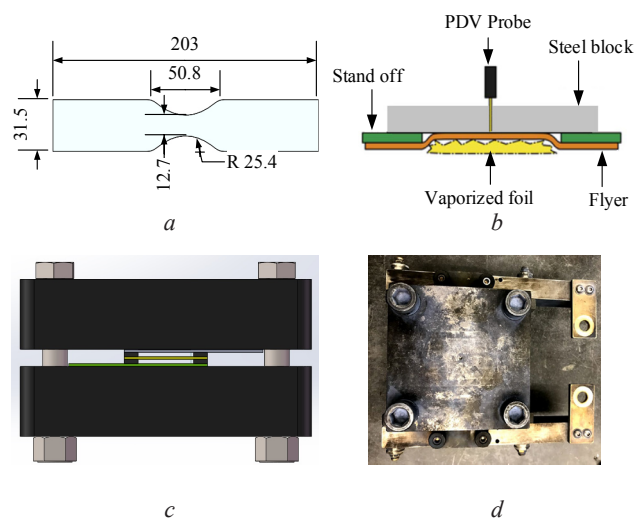 203
50.8
31.5
12.7
R 25.4
a
PDV Probe
Steel block
Stand off
Vaporized foil
Flyer
b
c
d